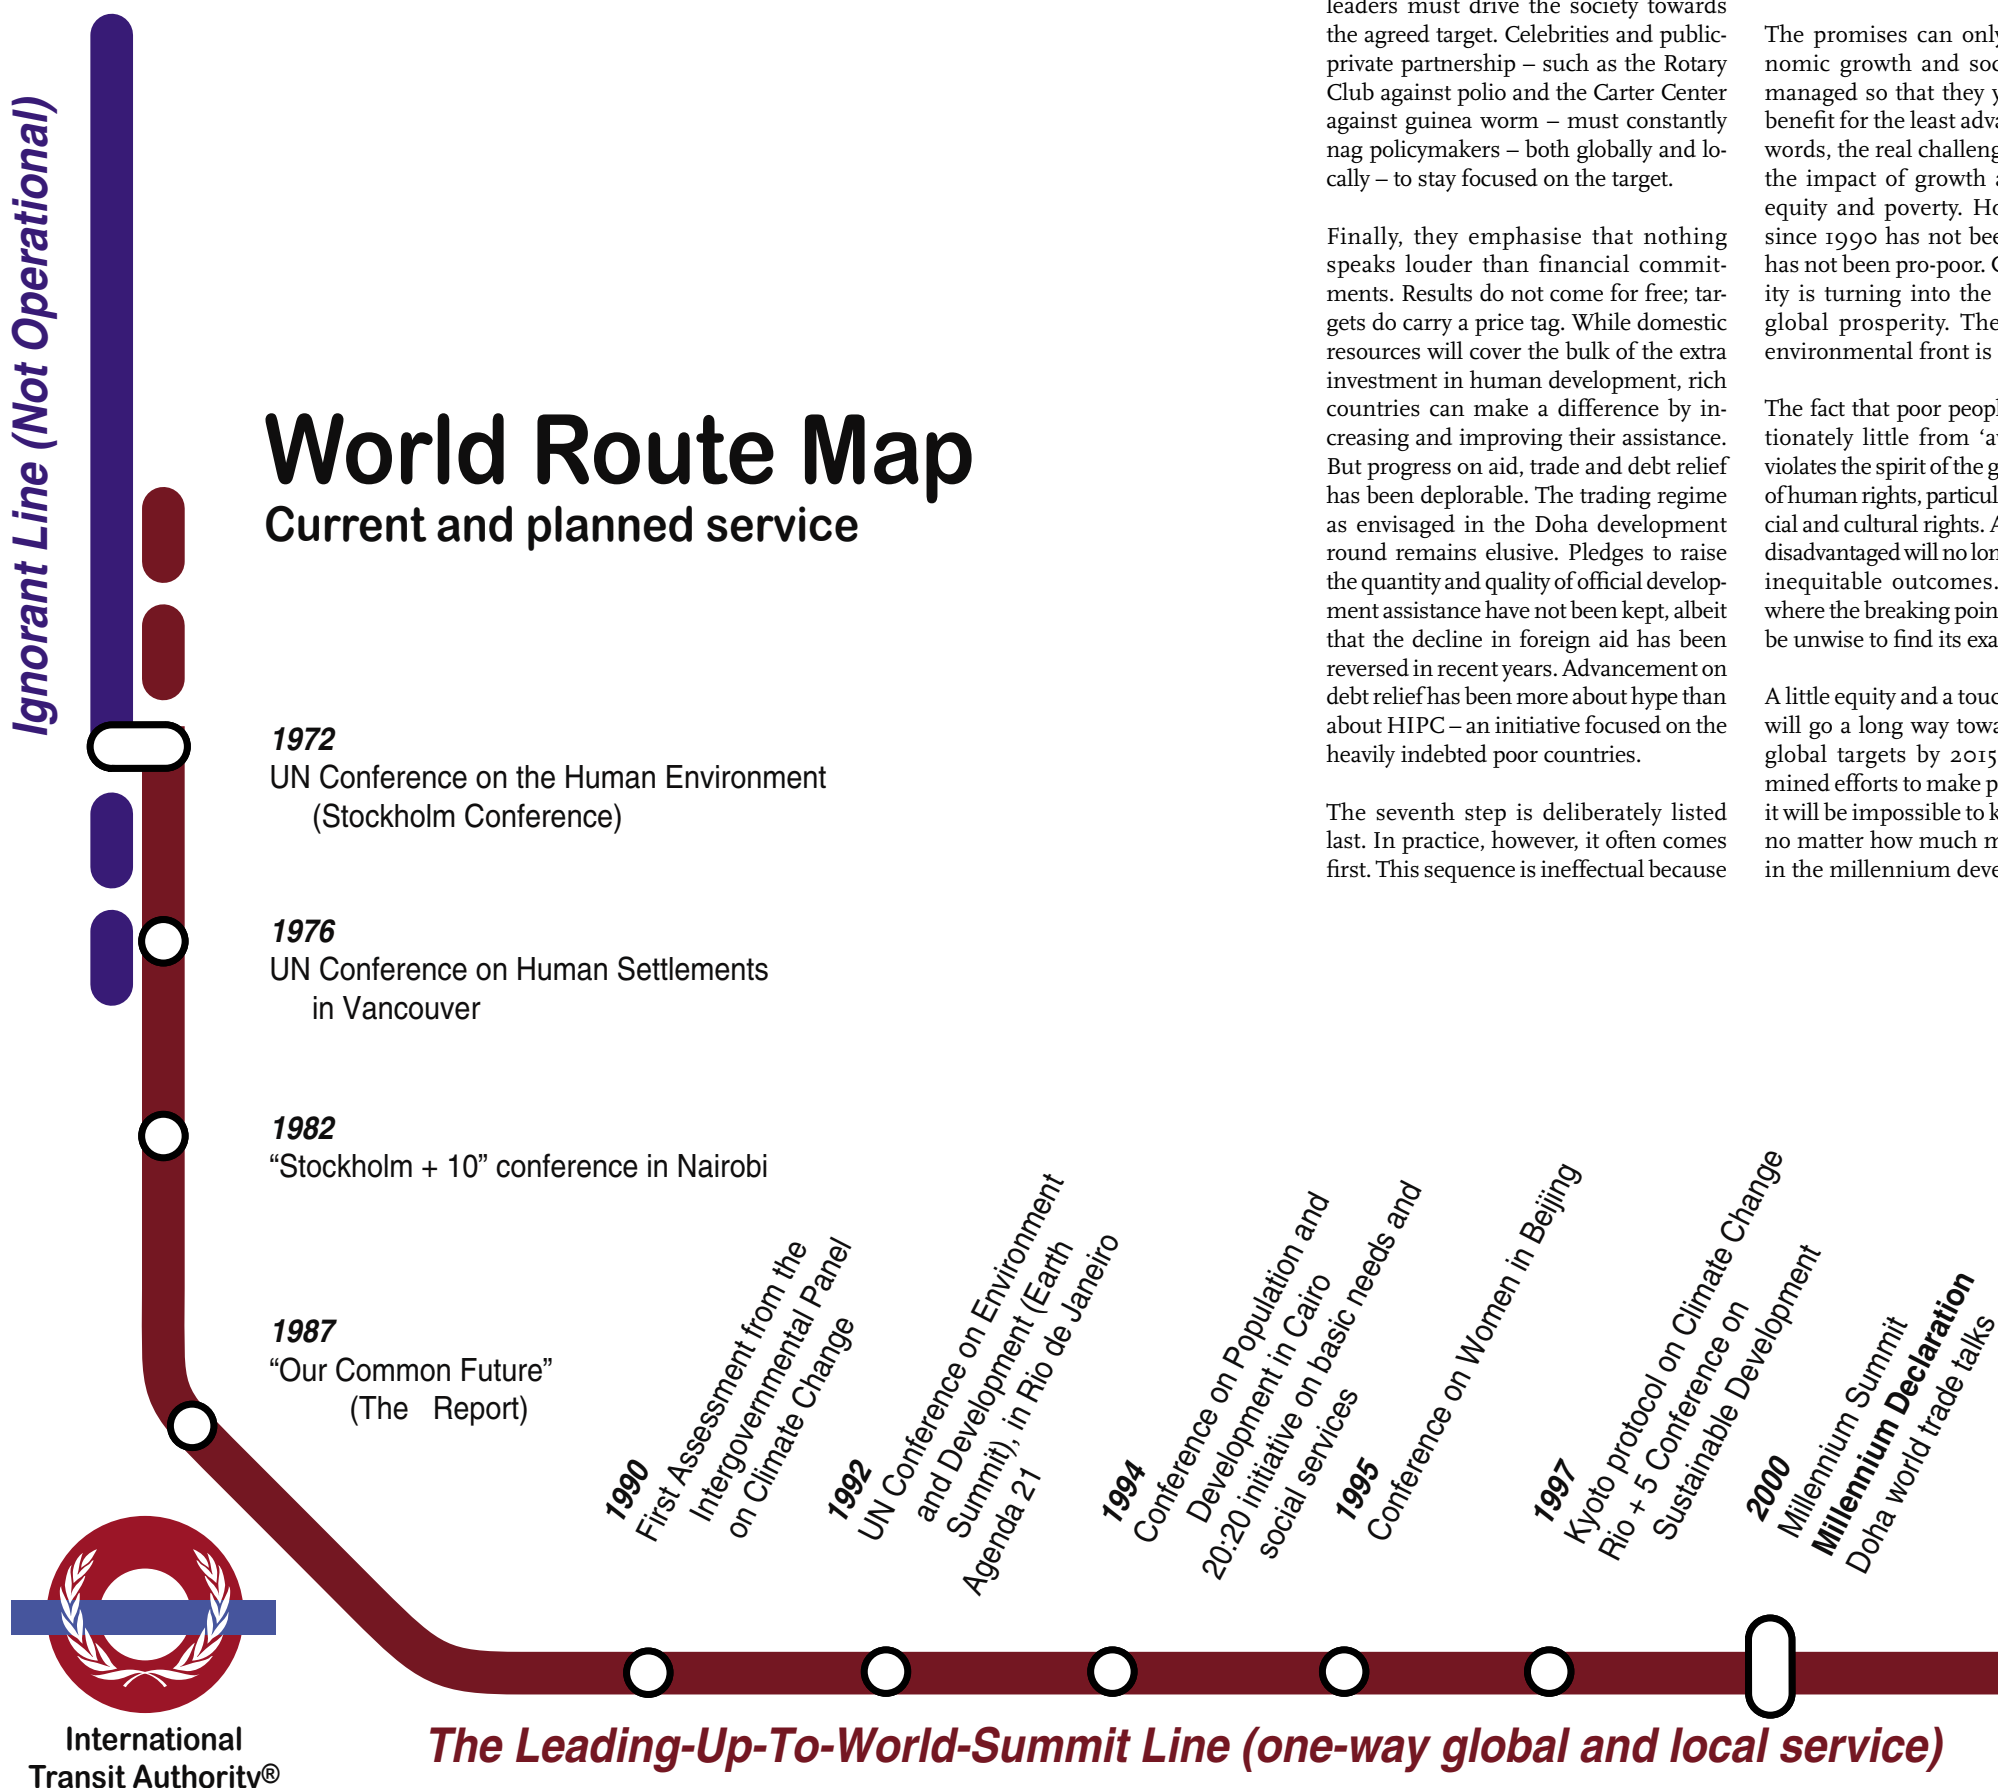 Ignorant Line (Not Operational)
World Route Map
Current and planned service
1972
UN Conference on the Human Environment
(Stockholm Conference)
1976
UN Conference on Human Settlements
in Vancouver
1982
“Stockholm + 10” conference in Nairobi
1987
“Our Common Future”
(The Report)
1990
First Assessment from the
Intergovernmental Panel
on Climate Change
1992
UN Conference on Environment
and Development (Earth
Summit), in Rio de Janeiro
Agenda 21
1994
Conference on Population and
Development in Cairo
20:20 initiative on basic needs and
social services
1995
Conference on Women in Beijing
1997
Kyoto protocol on Climate Change
Rio + 5 Conference on
Sustainable Development
2000
Millennium Summit
Millennium Declaration
Doha world trade talks
The Leading-Up-To-World-Summit Line (one-way global and local service)
International
Transit Authority®
leaders must drive the society towards
the agreed target. Celebrities and public-
private partnership – such as the Rotary
Club against polio and the Carter Center
against guinea worm – must constantly
nag policymakers – both globally and lo-
cally – to stay focused on the target.
Finally, they emphasise that nothing
speaks louder than financial commit-
ments. Results do not come for free; tar-
gets do carry a price tag. While domestic
resources will cover the bulk of the extra
investment in human development, rich
countries can make a difference by in-
creasing and improving their assistance.
But progress on aid, trade and debt relief
has been deplorable. The trading regime
as envisaged in the Doha development
round remains elusive. Pledges to raise
the quantity and quality of official develop-
ment assistance have not been kept, albeit
that the decline in foreign aid has been
reversed in recent years. Advancement on
debt relief has been more about hype than
about HIPC – an initiative focused on the
heavily indebted poor countries.
The seventh step is deliberately listed
last. In practice, however, it often comes
first. This sequence is ineffectual because
The promises can only
nomic growth and soc
managed so that they y
benefit for the least adva
words, the real challeng
the impact of growth a
equity and poverty. Ho
since 1990 has not bee
has not been pro-poor. C
ity is turning into the
global prosperity. The
environmental front is
The fact that poor peopl
tionately little from ‘av
violates the spirit of the g
of human rights, particul
cial and cultural rights. A
disadvantaged will no lon
inequitable outcomes.
where the breaking poin
be unwise to find its exa
A little equity and a touc
will go a long way towa
global targets by 2015
mined efforts to make p
it will be impossible to k
no matter how much m
in the millennium deve